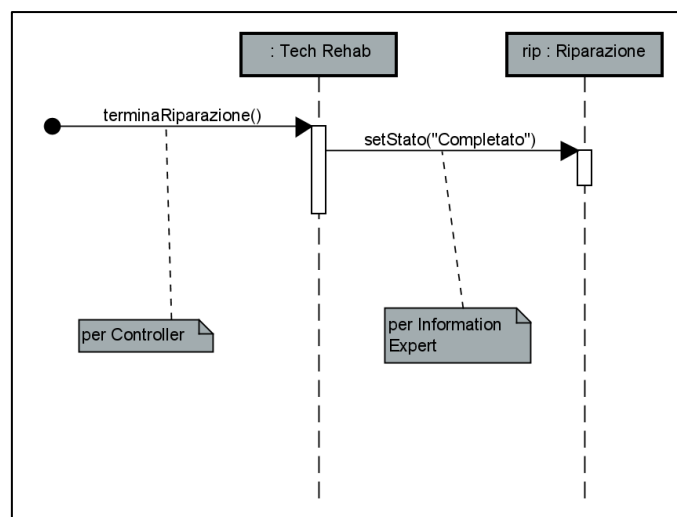 : Tech Rehab
rip : Riparazione
terminaRiparazione()
setStato("Completato")
per Controller
per Information
Expert